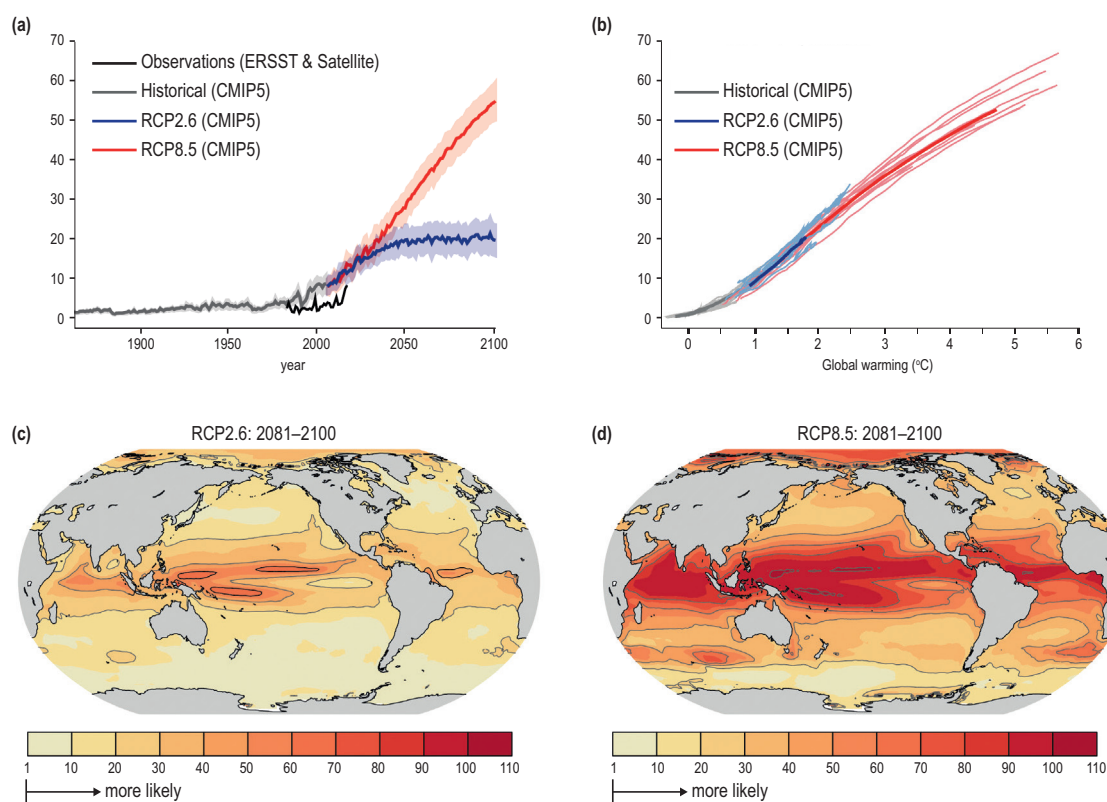 (a)
70
60
50
40
30
20
10
0
Observations (ERSST & Satellite)
Historical (CMIP5)
RCP2.6 (CMIP5)
RCP8.5 (CMIP5)
1900 1950 2000 2050 2100
year
(b)
70
60
50
40
30
20
10
0
Historical (CMIP5)
RCP2.6 (CMIP5)
RCP8.5 (CMIP5)
0 1 2 3 4 5 6
Global warming (°C)
(c)
RCP2.6: 2081–2100
1 10 20 30 40 50 60 70 80 90 100 110
more likely
(d)
RCP8.5: 2081–2100
1 10 20 30 40 50 60 70 80 90 100 110
more likely